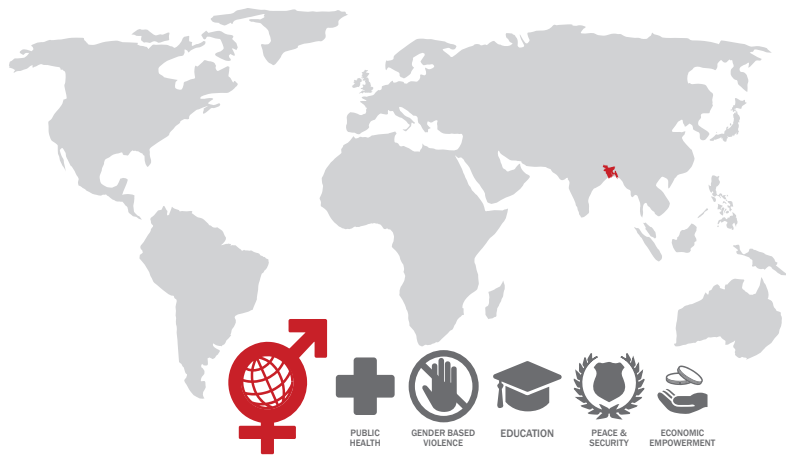 PUBLIC
HEALTH
GENDER BASED
VIOLENCE
EDUCATION
PEACE &
SECURITY
ECONOMIC
EMPOWERMENT